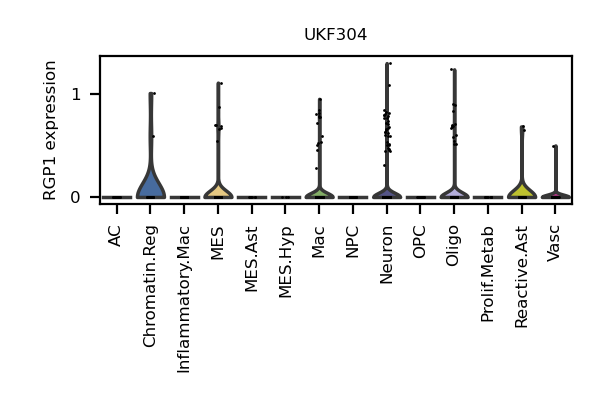 UKF304
RGP1 expression
1
0
AC
Chromatin.Reg
Inflammatory.Mac
MES
MES.Ast
MES.Hyp
Mac
NPC
Neuron
OPC
Oligo
Prolif.Metab
Reactive.Ast
Vasc